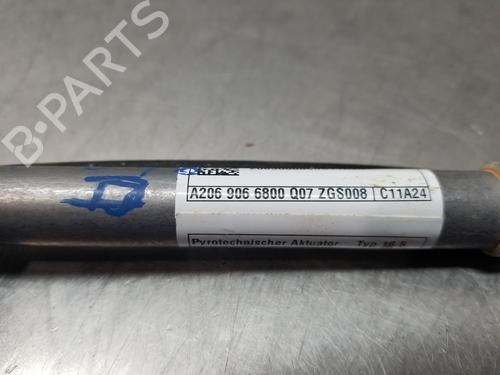 B-PARTS
A206 906 6800 Q07 ZGS008 C11A24
Pyrotechnischer Aktuator Typ 16.5